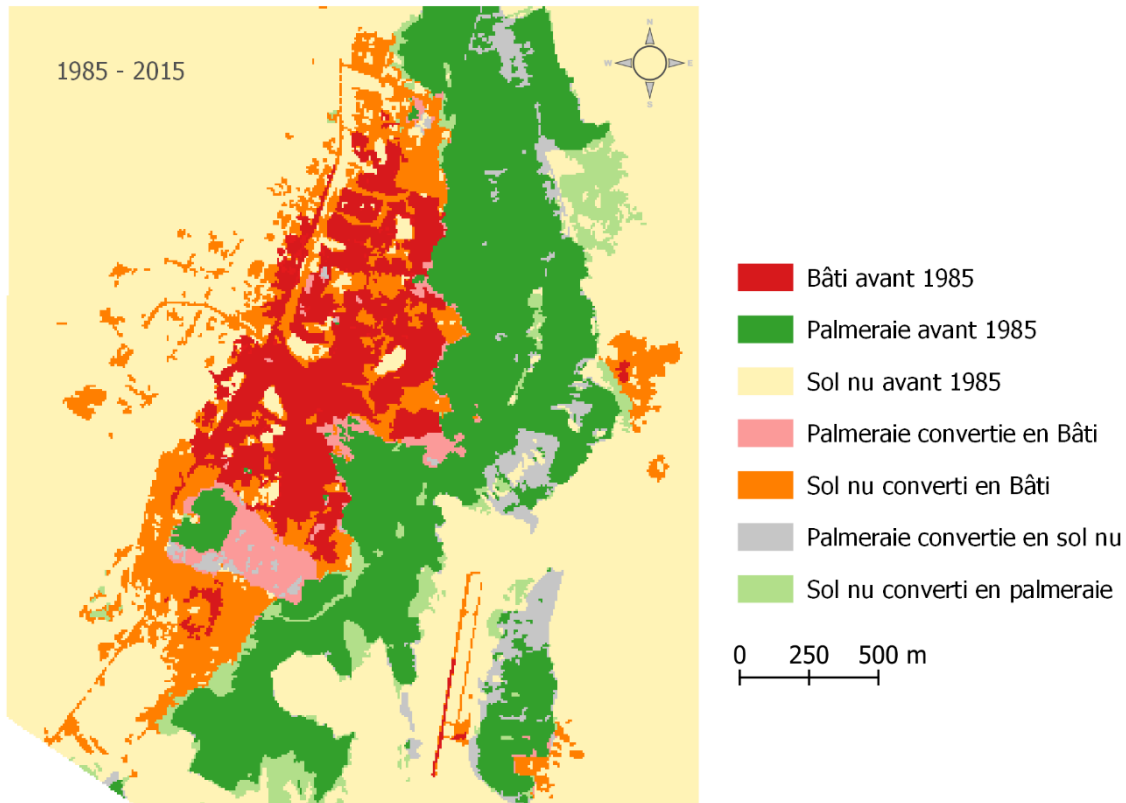 1985 - 2015
N
W
E
S
Bâti avant 1985
Palmeraie avant 1985
Sol nu avant 1985
Palmeraie convertie en Bâti
Sol nu converti en Bâti
Palmeraie convertie en sol nu
Sol nu converti en palmeraie
0 250 500 m